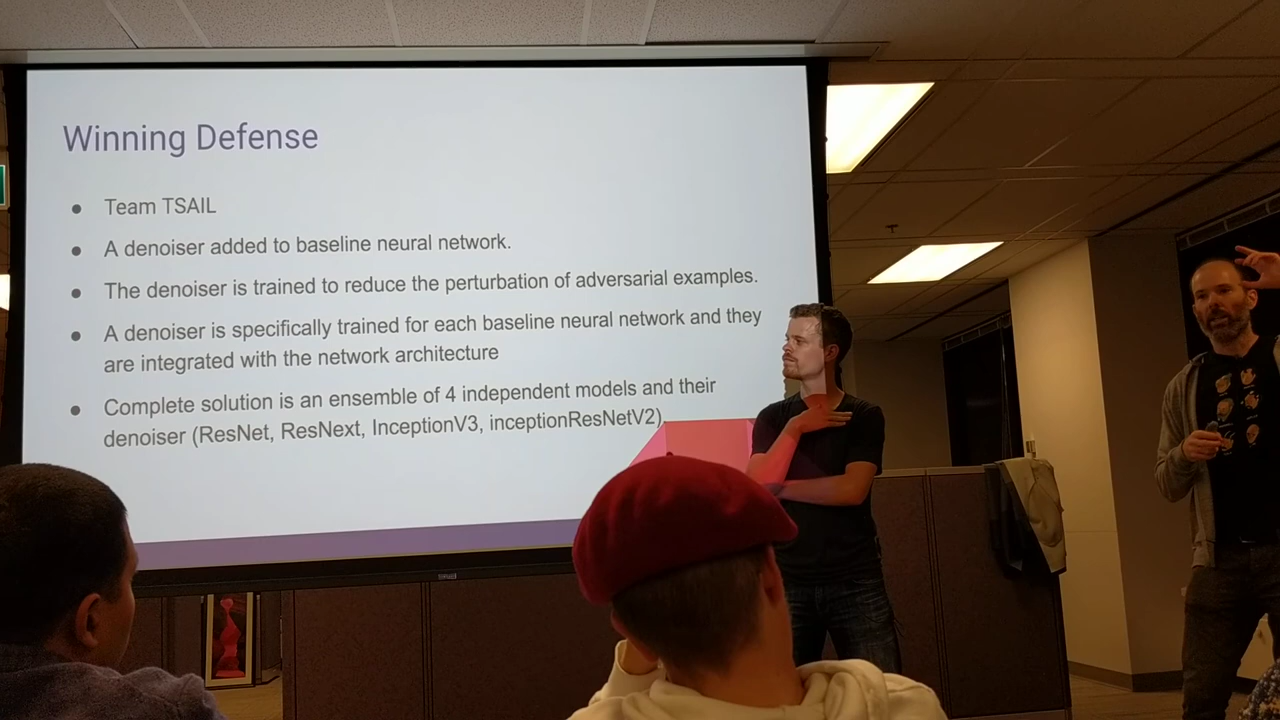 Winning Defense
● Team TSAIL
● A denoiser added to baseline neural network.
● The denoiser is trained to reduce the perturbation of adversarial examples.
● A denoiser is specifically trained for each baseline neural network and they
are integrated with the network architecture
● Complete solution is an ensemble of 4 independent models and their
denoiser (ResNet, ResNext, InceptionV3, inceptionResNetV2)